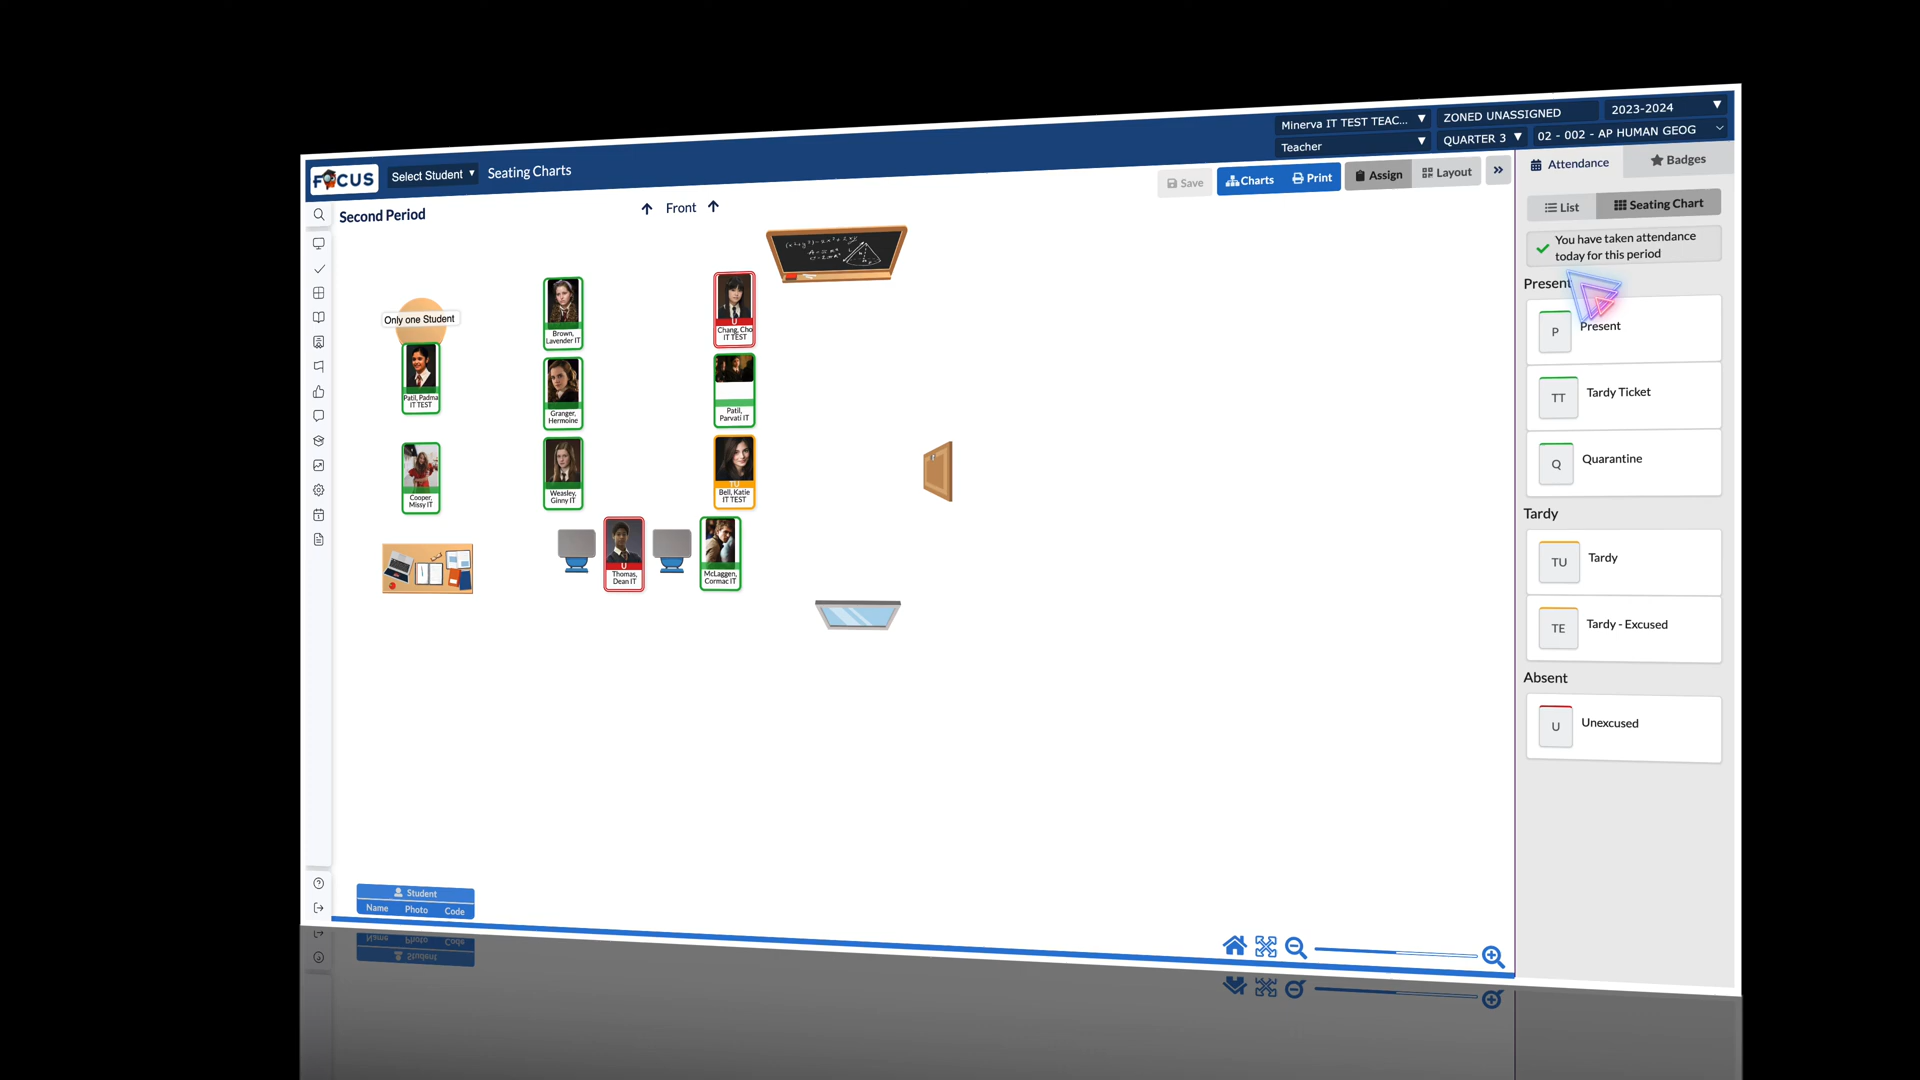 Minerva IT TEST TEAC...
ZONED UNASSIGNED
2023-2024
Teacher
QUARTER 3
02 - 002 - AP HUMAN GEOG
FOCUS
Select Student
Seating Charts
Save
Charts
Print
Assign
Layout
Attendance
Badges
Second Period
Front
List
Seating Chart
You have taken attendance
today for this period
Only one Student
Patil, Padma
IT TEST
Cooper,
Missy IT
Brown,
Lavender IT
Granger,
Hermoine
Weasley,
Ginny IT
U
Chang, Cho
IT TEST
Patil,
Parvati IT
TU
Bell, Katie
IT TEST
U
Thomas,
Dean IT
McLaggen,
Cormac IT
Present
P
Present
TT
Tardy Ticket
Q
Quarantine
Tardy
TU
Tardy
TE
Tardy - Excused
Absent
U
Unexcused
Student
Name Photo Code